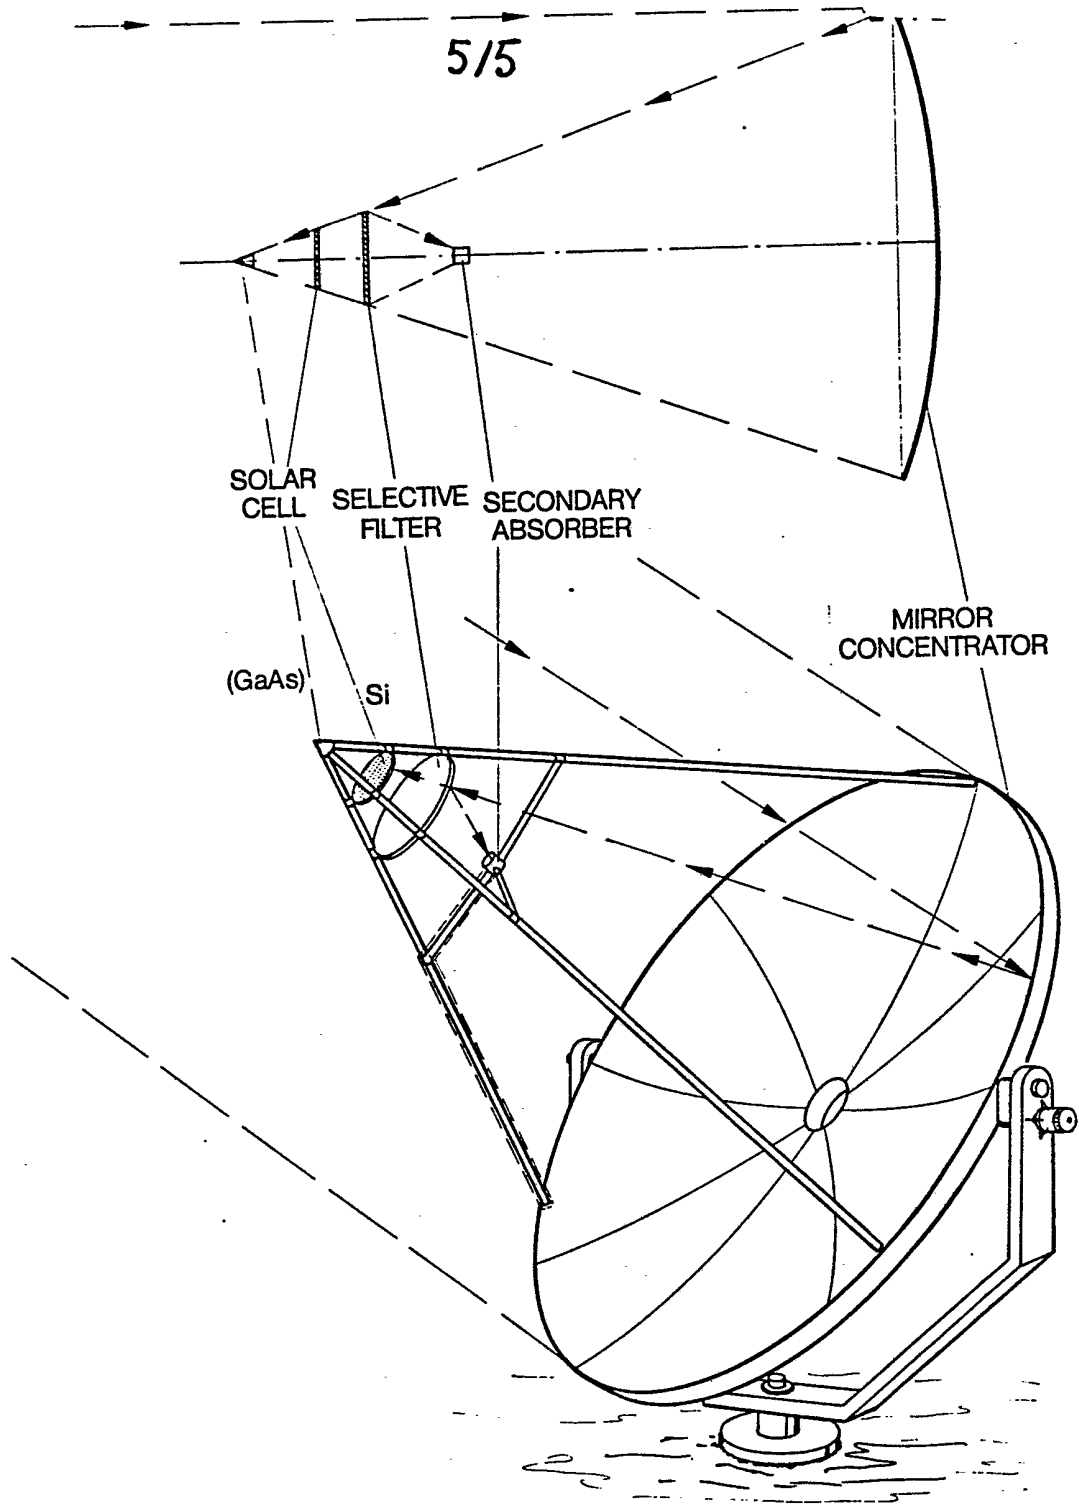 5/5
SOLAR
CELL
SELECTIVE
FILTER
SECONDARY
ABSORBER
MIRROR
CONCENTRATOR
(GaAs)
Si